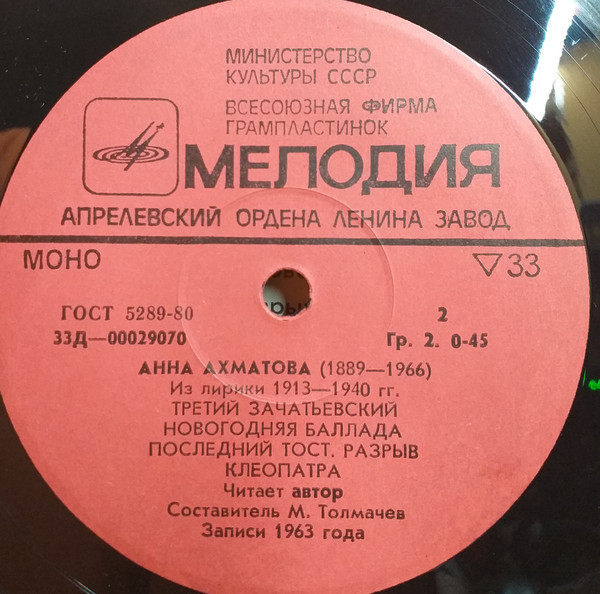 МИНИСТЕРСТВО
КУЛЬТУРЫ СССР
ВСЕСОЮЗНАЯ ФИРМА
ГРАМПЛАСТИНОК
МЕЛОДИЯ
АПРЕЛЕВСКИЙ ОРДЕНА ЛЕНИНА ЗАВОД
МОНО ▽33
ГОСТ 5289-80 2
33Д—00029070 Гр. 2. 0-45
АННА АХМАТОВА (1889—1966)
Из лирики 1913—1940 гг.
ТРЕТИЙ ЗАЧАТЬЕВСКИЙ
НОВОГОДНЯЯ БАЛЛАДА
ПОСЛЕДНИЙ ТОСТ. РАЗРЫВ
КЛЕОПАТРА
Читает автор
Составитель М. Толмачев
Записи 1963 года